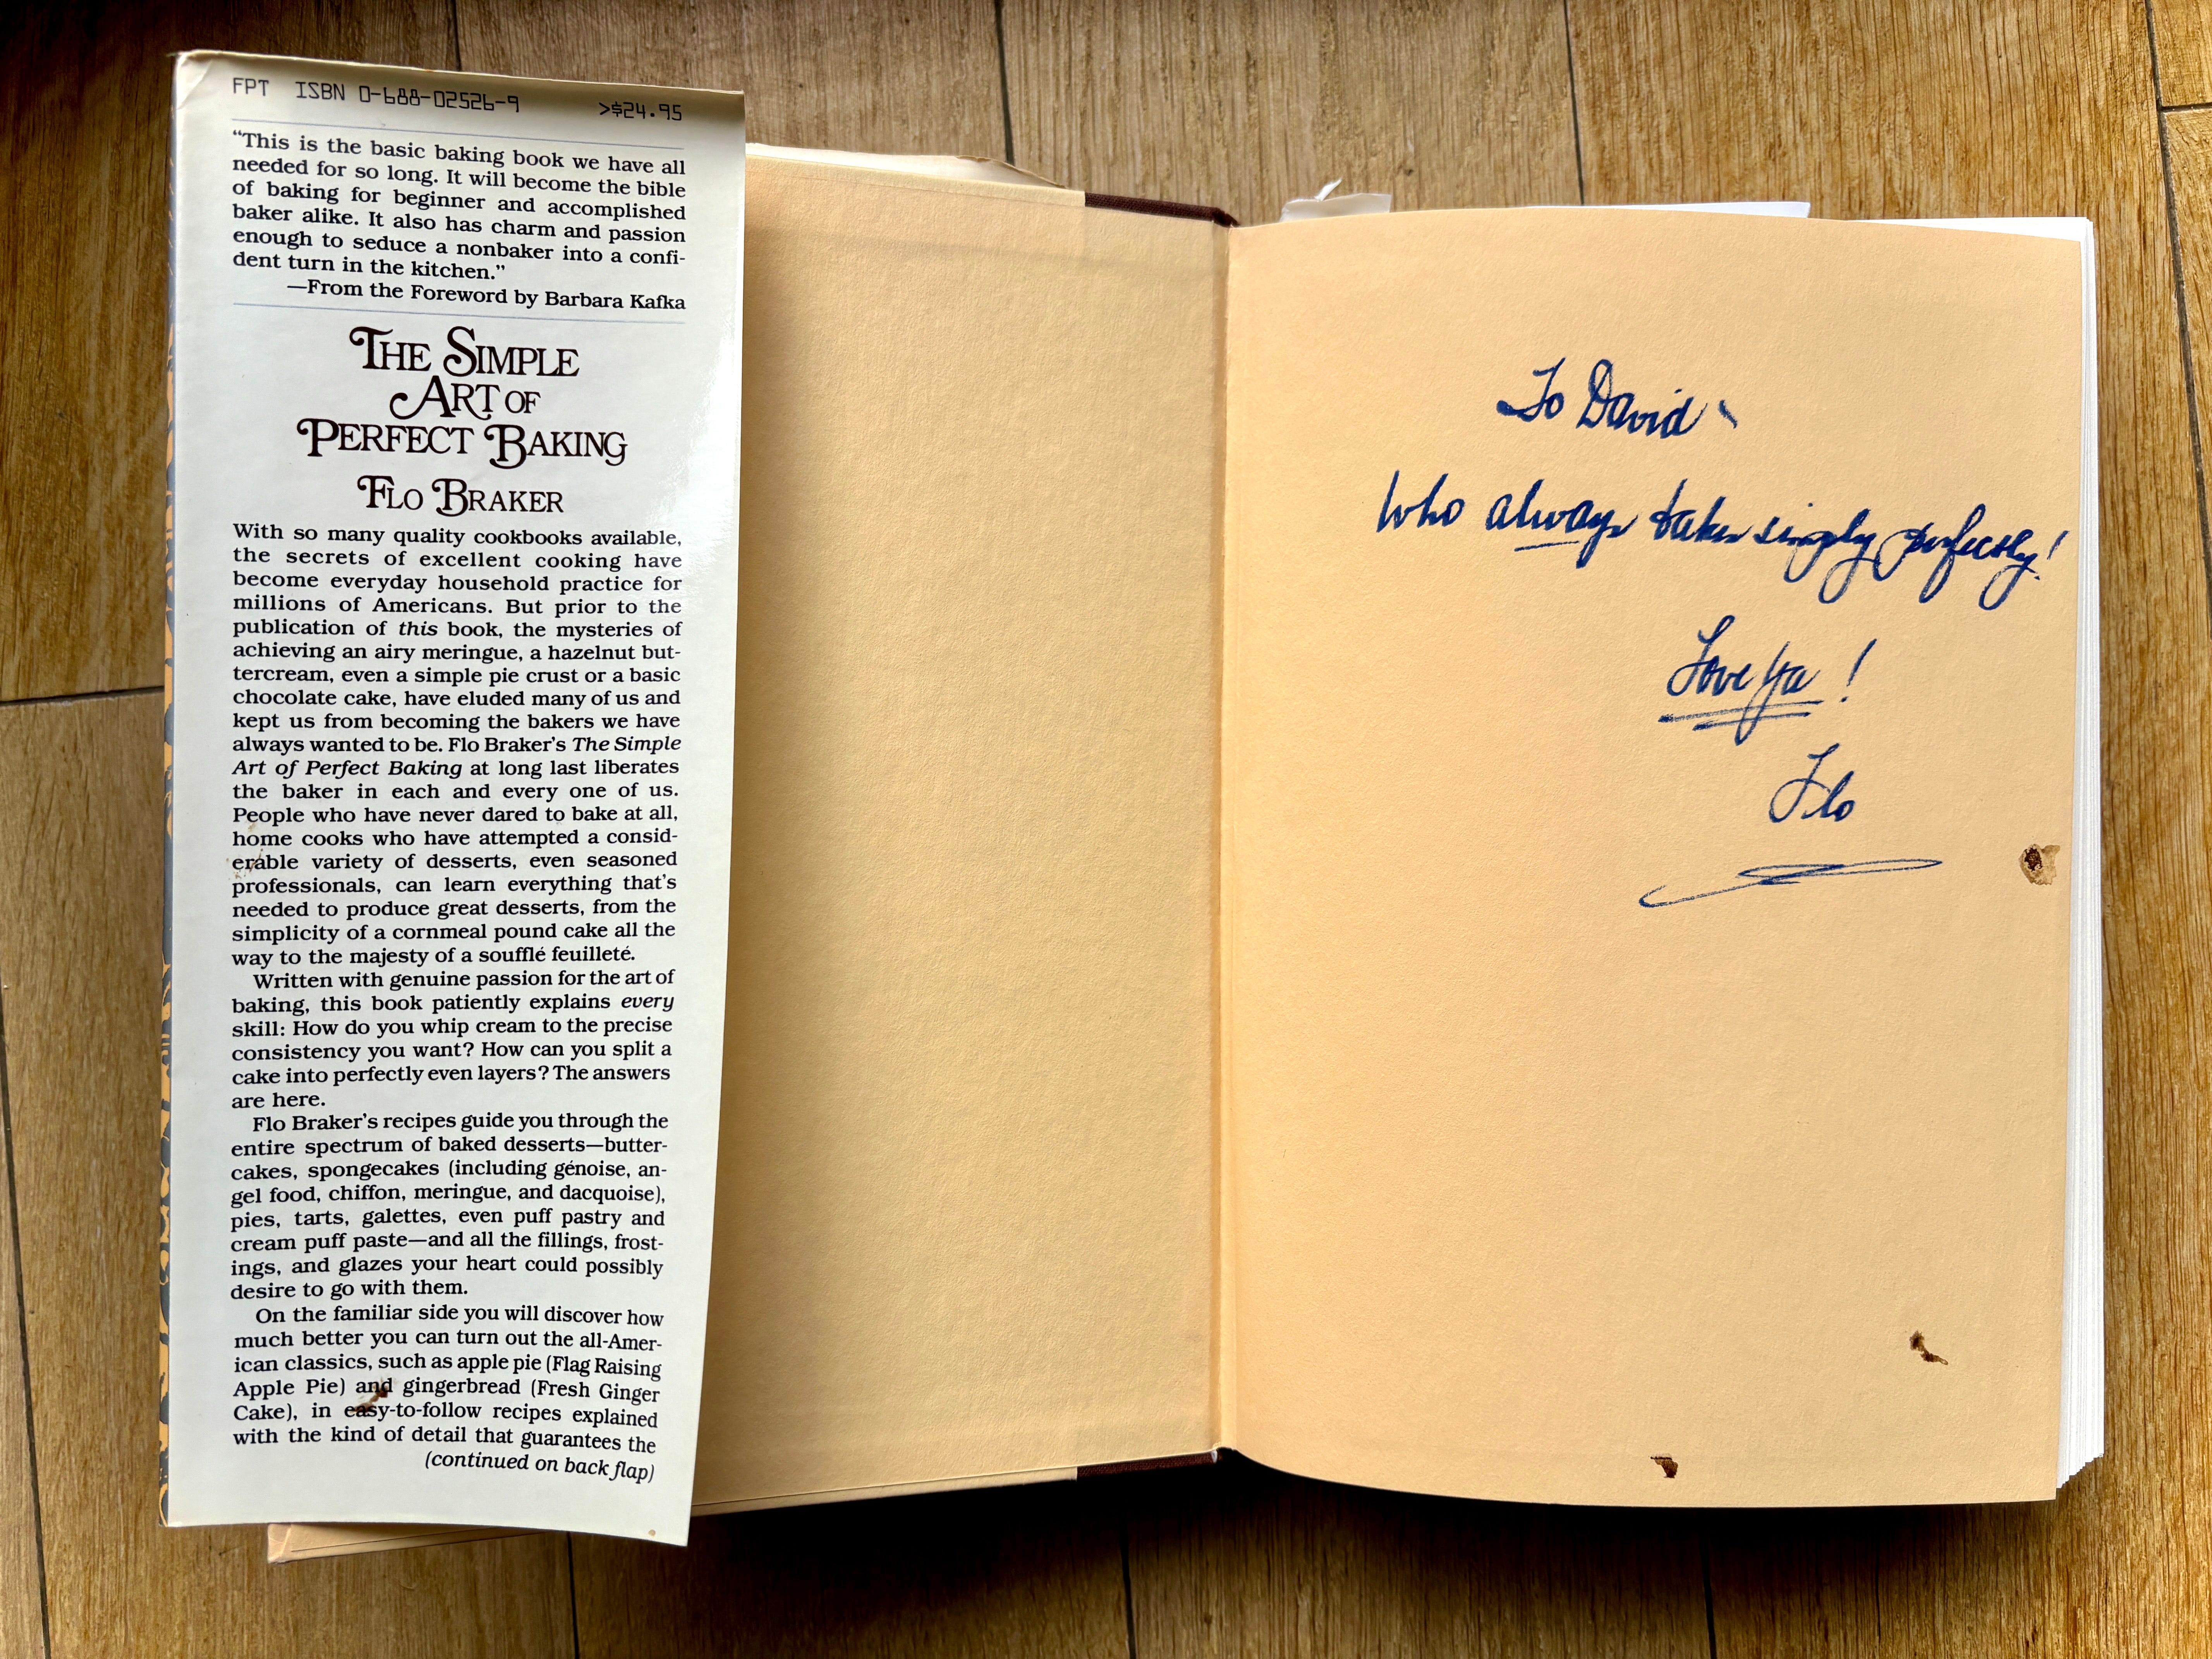 FPT ISBN 0-688-02526-9 >$24.95
“This is the basic baking book we have all
needed for so long. It will become the bible
of baking for beginner and accomplished
baker alike. It also has charm and passion
enough to seduce a nonbaker into a confi-
dent turn in the kitchen.”
—From the Foreword by Barbara Kafka
THE SIMPLE
ART OF
PERFECT BAKING
FLO BRAKER
With so many quality cookbooks available,
the secrets of excellent cooking have
become everyday household practice for
millions of Americans. But prior to the
publication of this book, the mysteries of
achieving an airy meringue, a hazelnut but-
tercream, even a simple pie crust or a basic
chocolate cake, have eluded many of us and
kept us from becoming the bakers we have
always wanted to be. Flo Braker’s The Simple
Art of Perfect Baking at long last liberates
the baker in each and every one of us.
People who have never dared to bake at all,
home cooks who have attempted a consid-
erable variety of desserts, even seasoned
professionals, can learn everything that’s
needed to produce great desserts, from the
simplicity of a cornmeal pound cake all the
way to the majesty of a soufflé feuilleté.
Written with genuine passion for the art of
baking, this book patiently explains every
skill: How do you whip cream to the precise
consistency you want? How can you split a
cake into perfectly even layers? The answers
are here.
Flo Braker’s recipes guide you through the
entire spectrum of baked desserts—butter-
cakes, spongecakes (including génoise, an-
gel food, chiffon, meringue, and dacquoise),
pies, tarts, galettes, even puff pastry and
cream puff paste—and all the fillings, frost-
ings, and glazes your heart could possibly
desire to go with them.
On the familiar side you will discover how
much better you can turn out the all-Amer-
ican classics, such as apple pie (Flag Raising
Apple Pie) and gingerbread (Fresh Ginger
Cake), in easy-to-follow recipes explained
with the kind of detail that guarantees the
(continued on back flap)
To David -
Who always bakes simply perfectly!
Love ya!
Flo